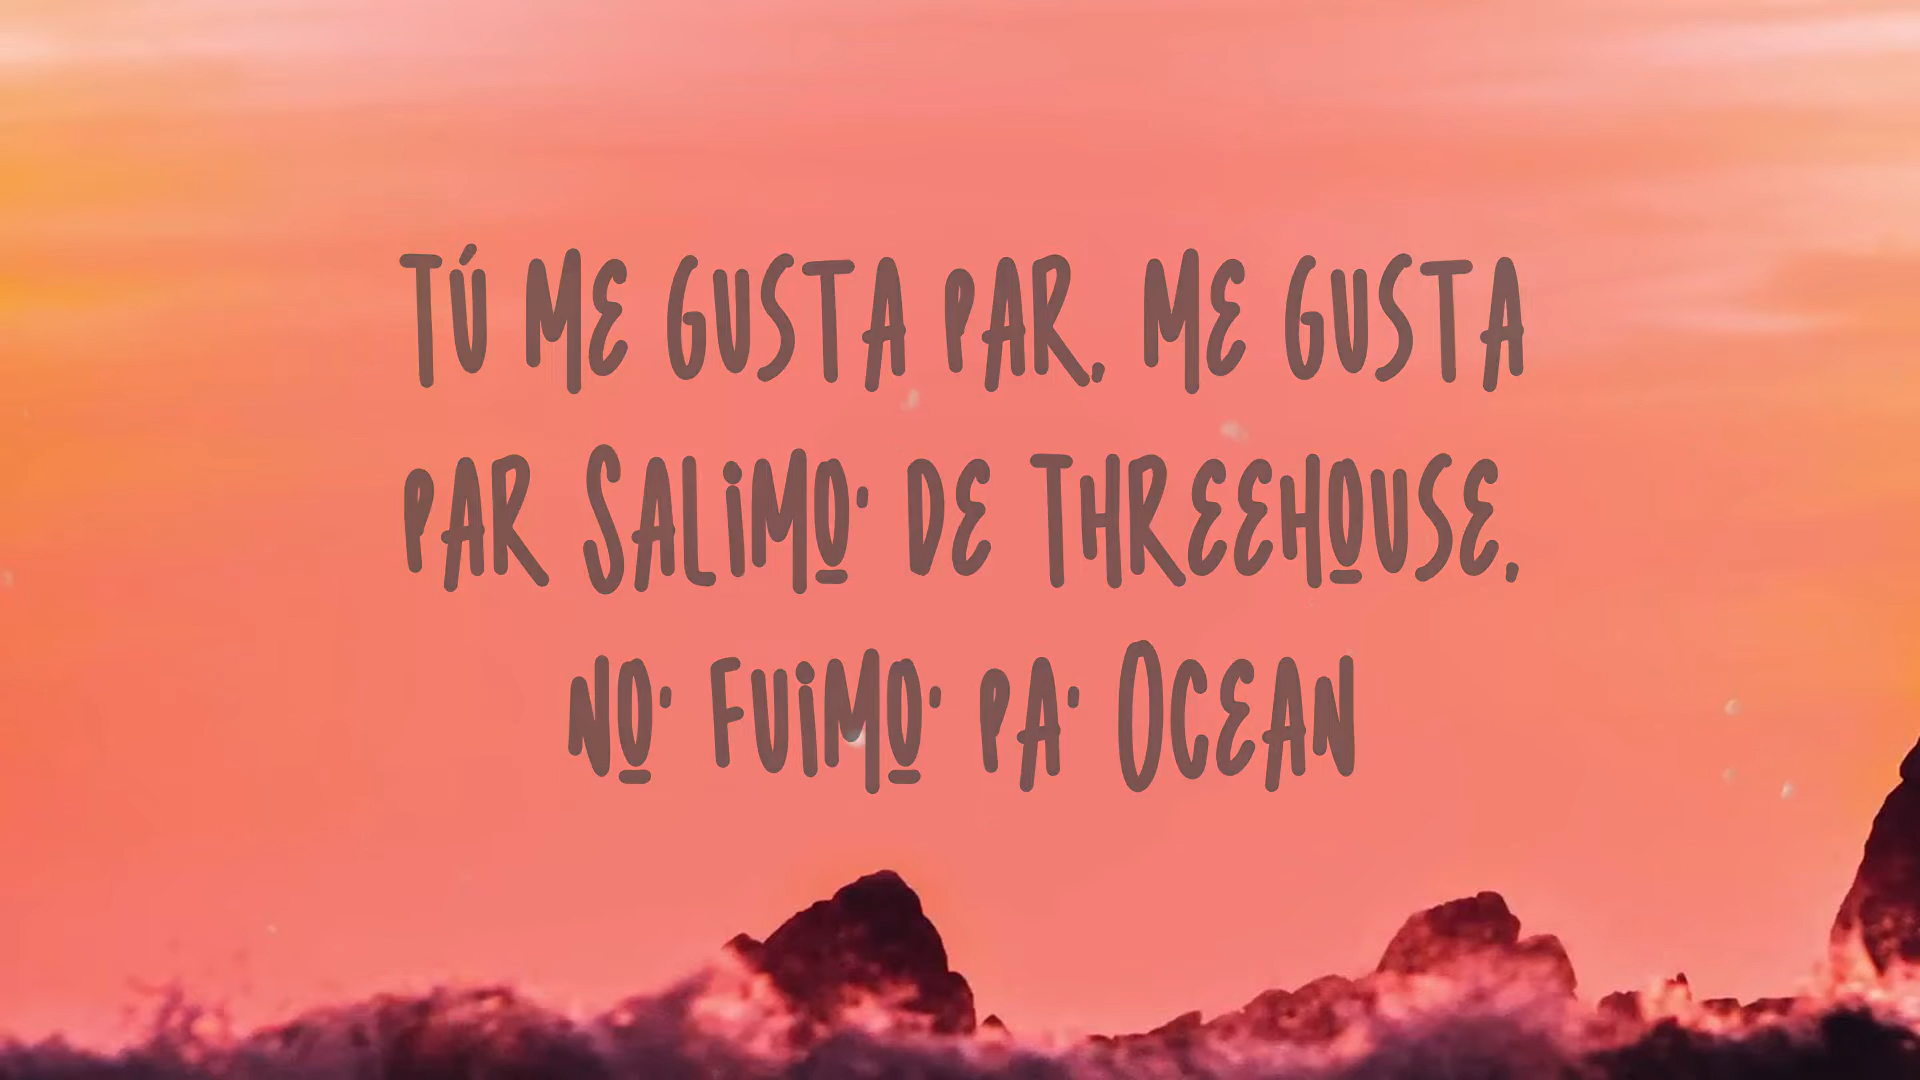 Tú me gusta par, me gusta
par Salimo' de Threehouse,
no' fuimo' pa' Ocean